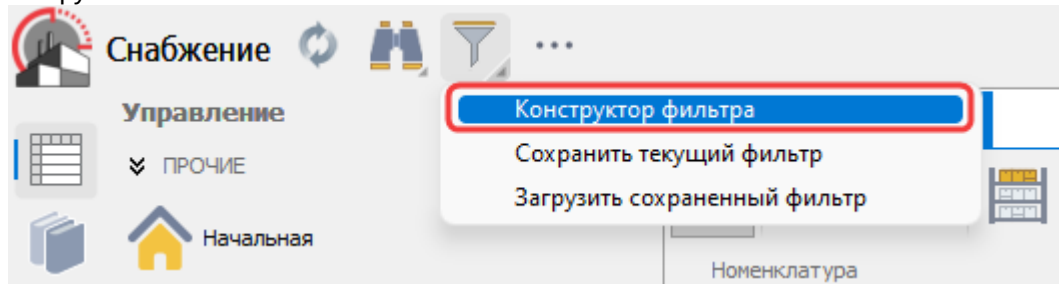 Снабжение
Конструктор фильтра
Сохранить текущий фильтр
Загрузить сохраненный фильтр
Управление
ПРОЧИЕ
Начальная
Номенклатура